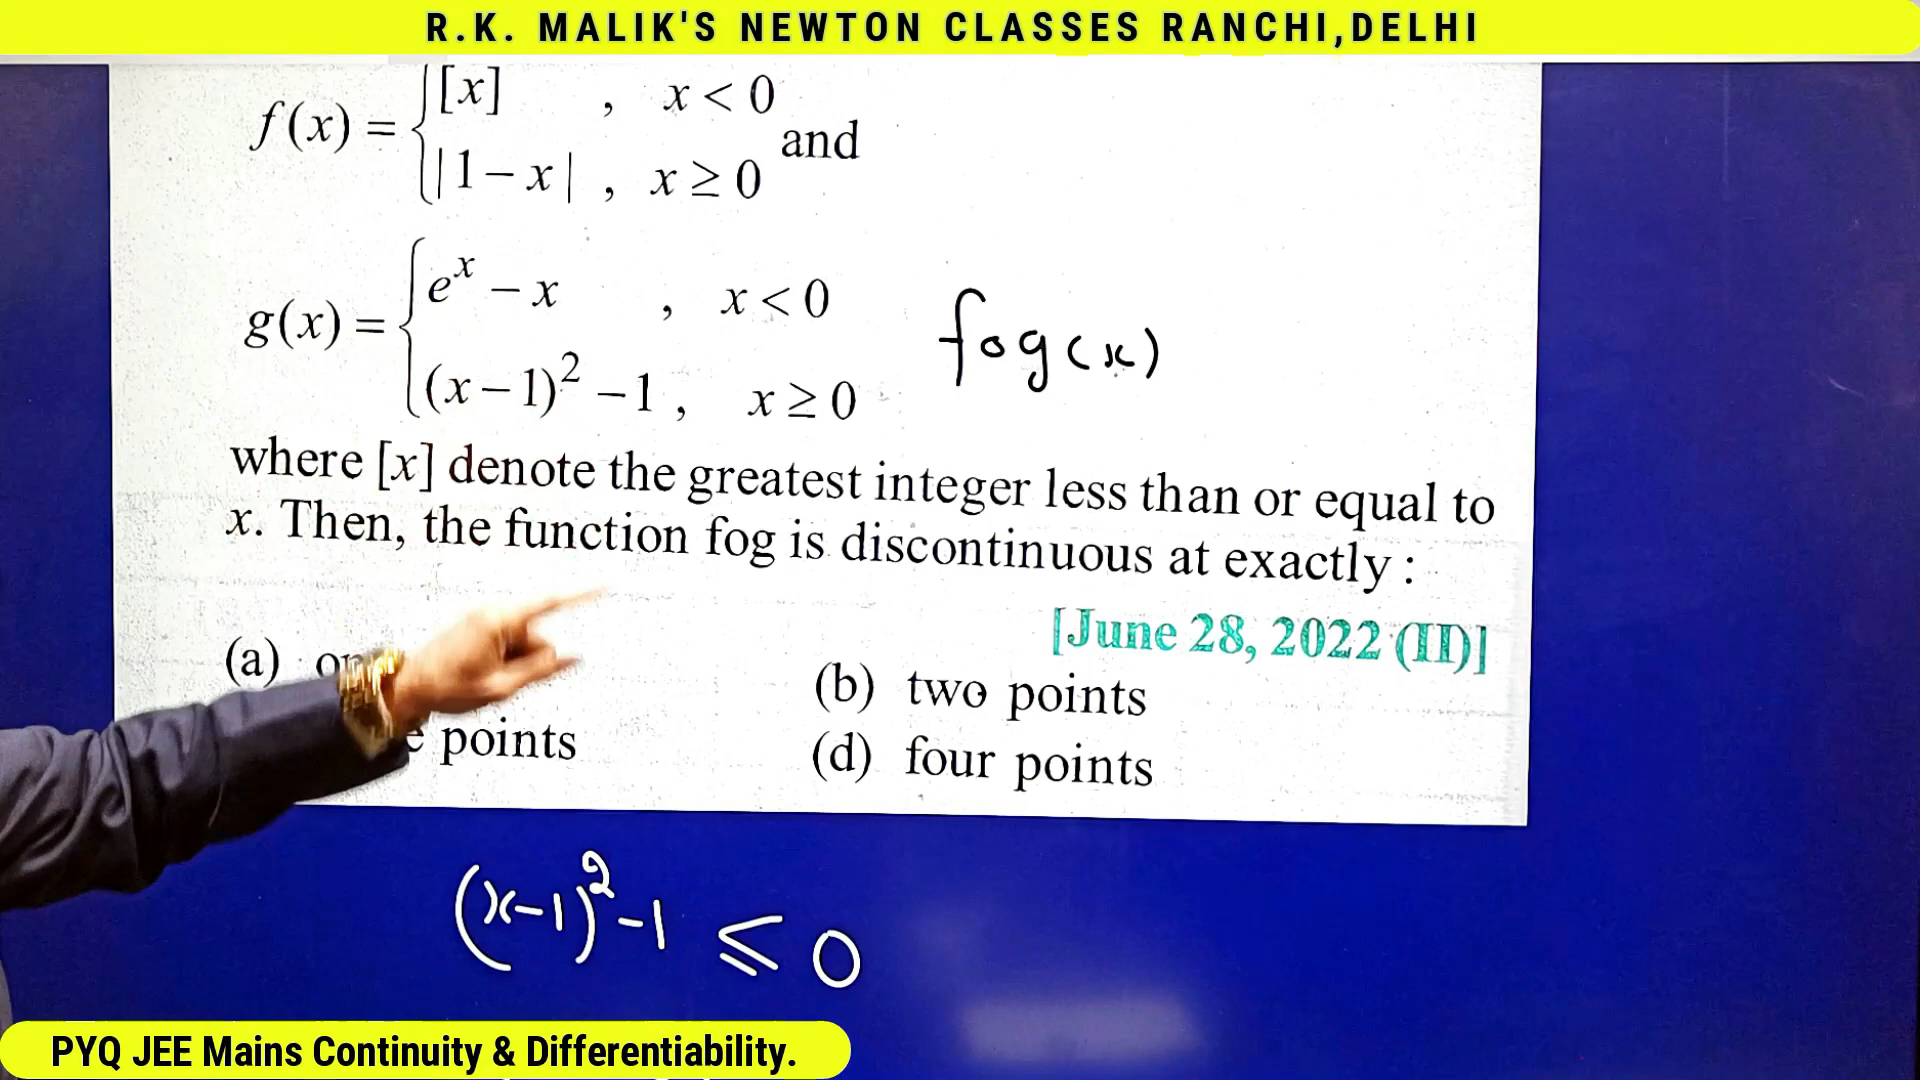 R.K. MALIK'S NEWTON CLASSES RANCHI,DELHI
f(x) = { [x] , x < 0
|1 − x| , x ≥ 0 and
g(x) = { eˣ − x , x < 0
(x − 1)² − 1 , x ≥ 0
fog(x)
where [x] denote the greatest integer less than or equal to
x. Then, the function fog is discontinuous at exactly :
[June 28, 2022 (II)]
(a) (b) two points
points (d) four points
(x-1)²-1 ≤ 0
PYQ JEE Mains Continuity & Differentiability.